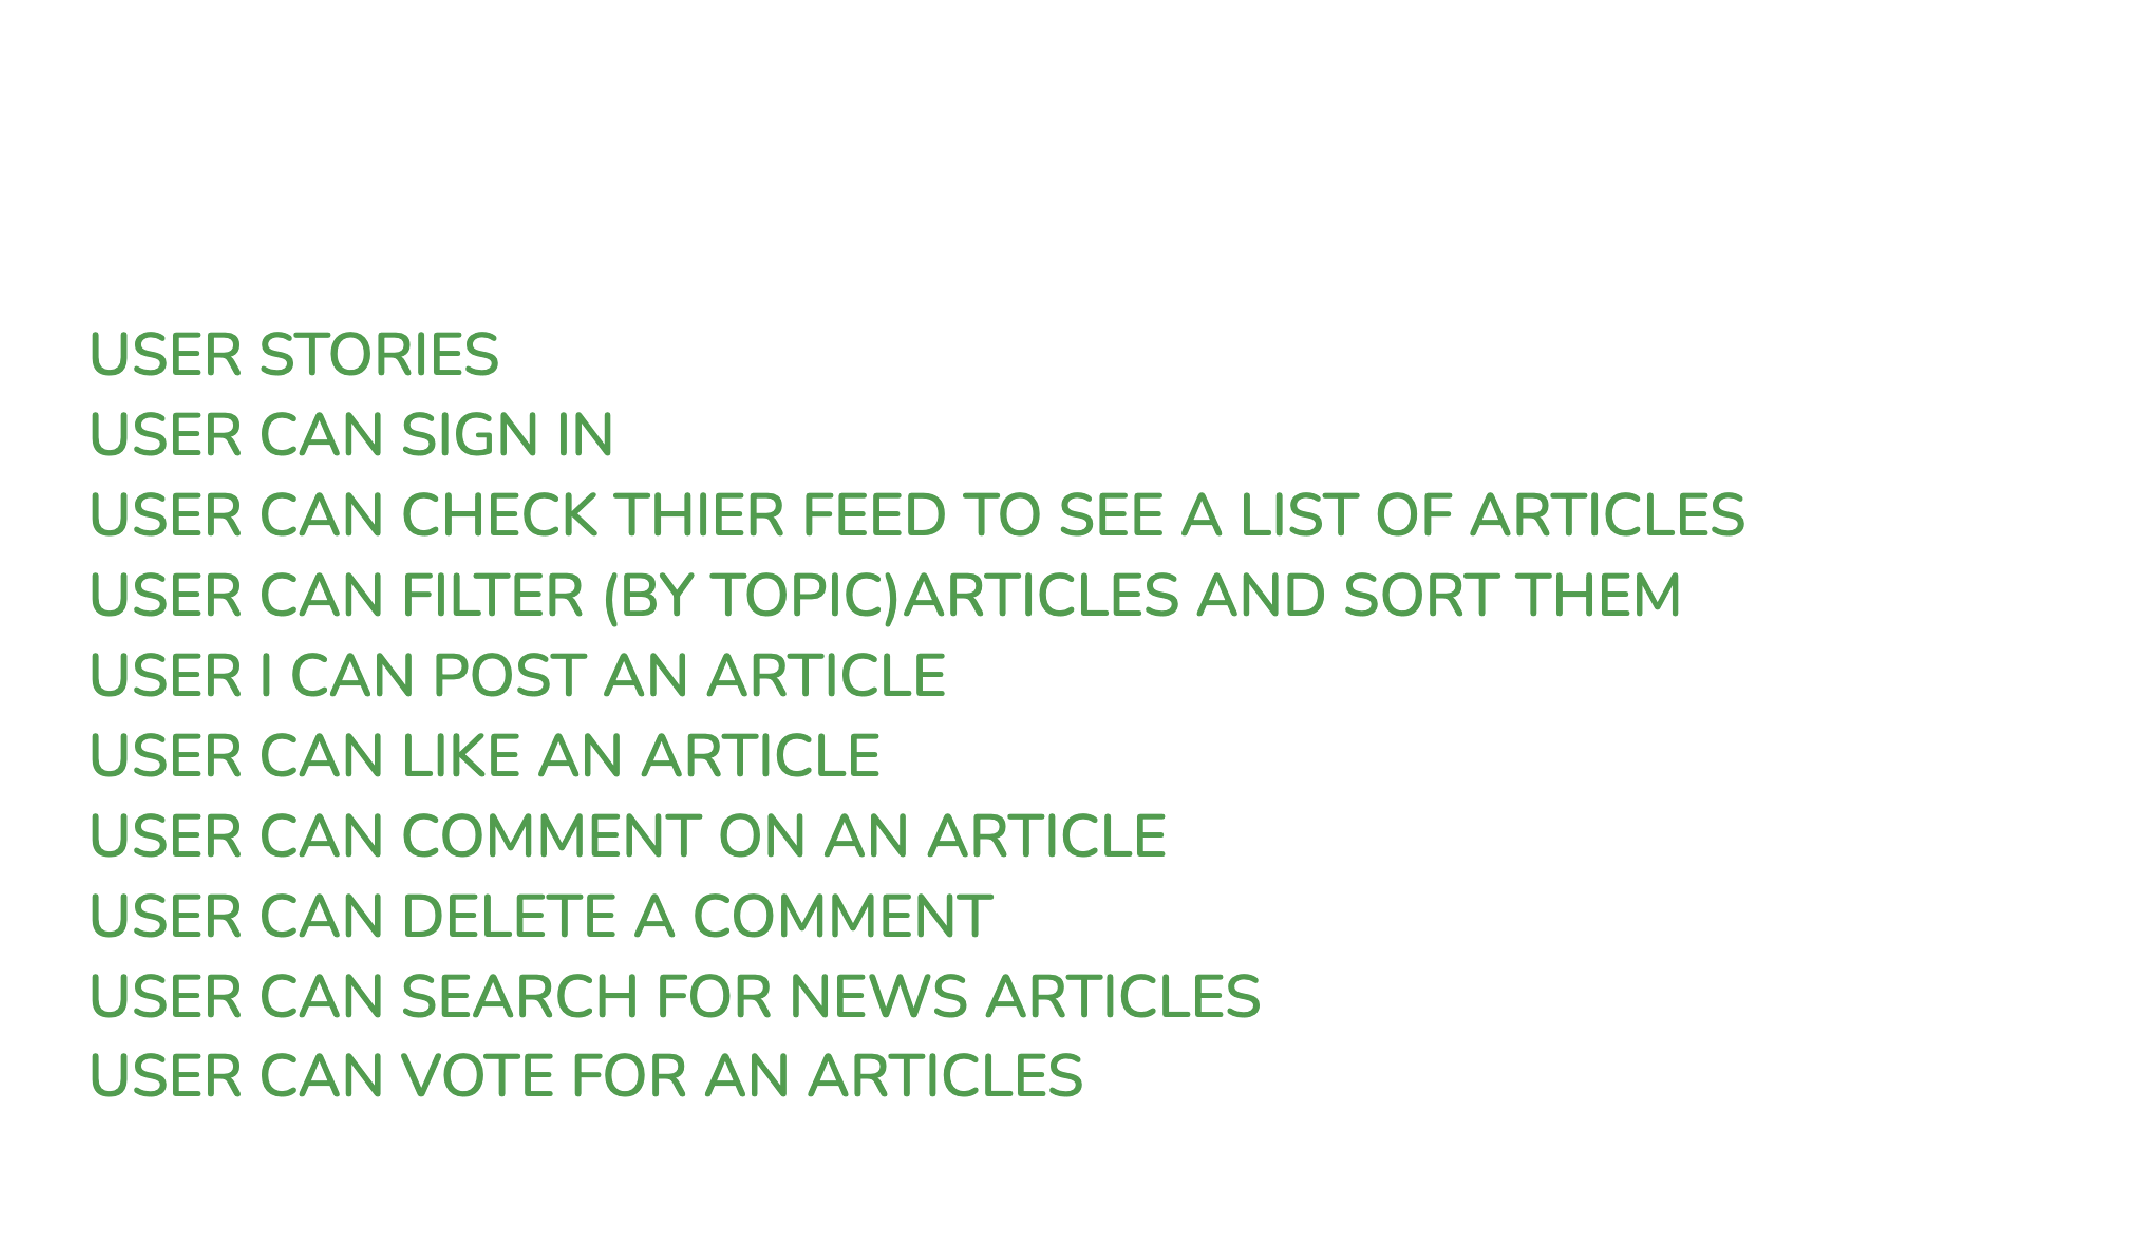 USER STORIES
USER CAN SIGN IN
USER CAN CHECK THIER FEED TO SEE A LIST OF ARTICLES
USER CAN FILTER (BY TOPIC)ARTICLES AND SORT THEM
USER I CAN POST AN ARTICLE
USER CAN LIKE AN ARTICLE
USER CAN COMMENT ON AN ARTICLE
USER CAN DELETE A COMMENT
USER CAN SEARCH FOR NEWS ARTICLES
USER CAN VOTE FOR AN ARTICLES